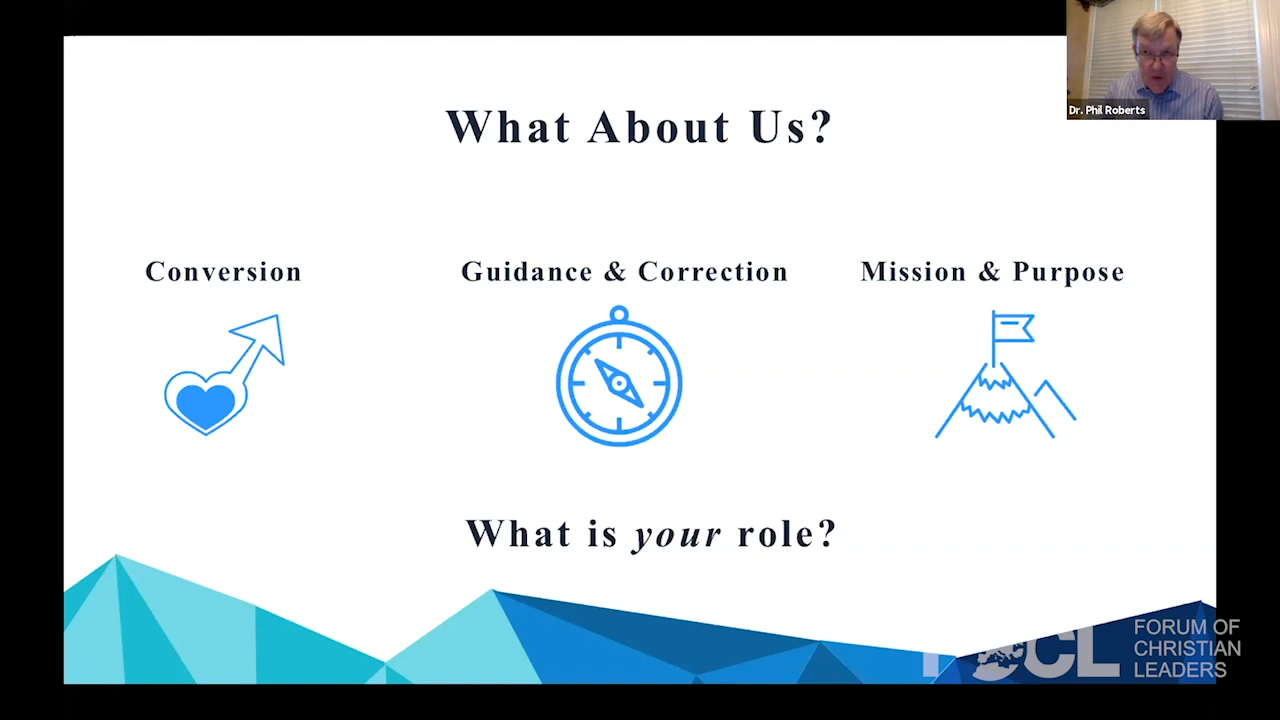 What About Us?
Dr. Phil Roberts
Conversion
Guidance & Correction
Mission & Purpose
What is your role?
FOCL
FORUM OF
CHRISTIAN
LEADERS